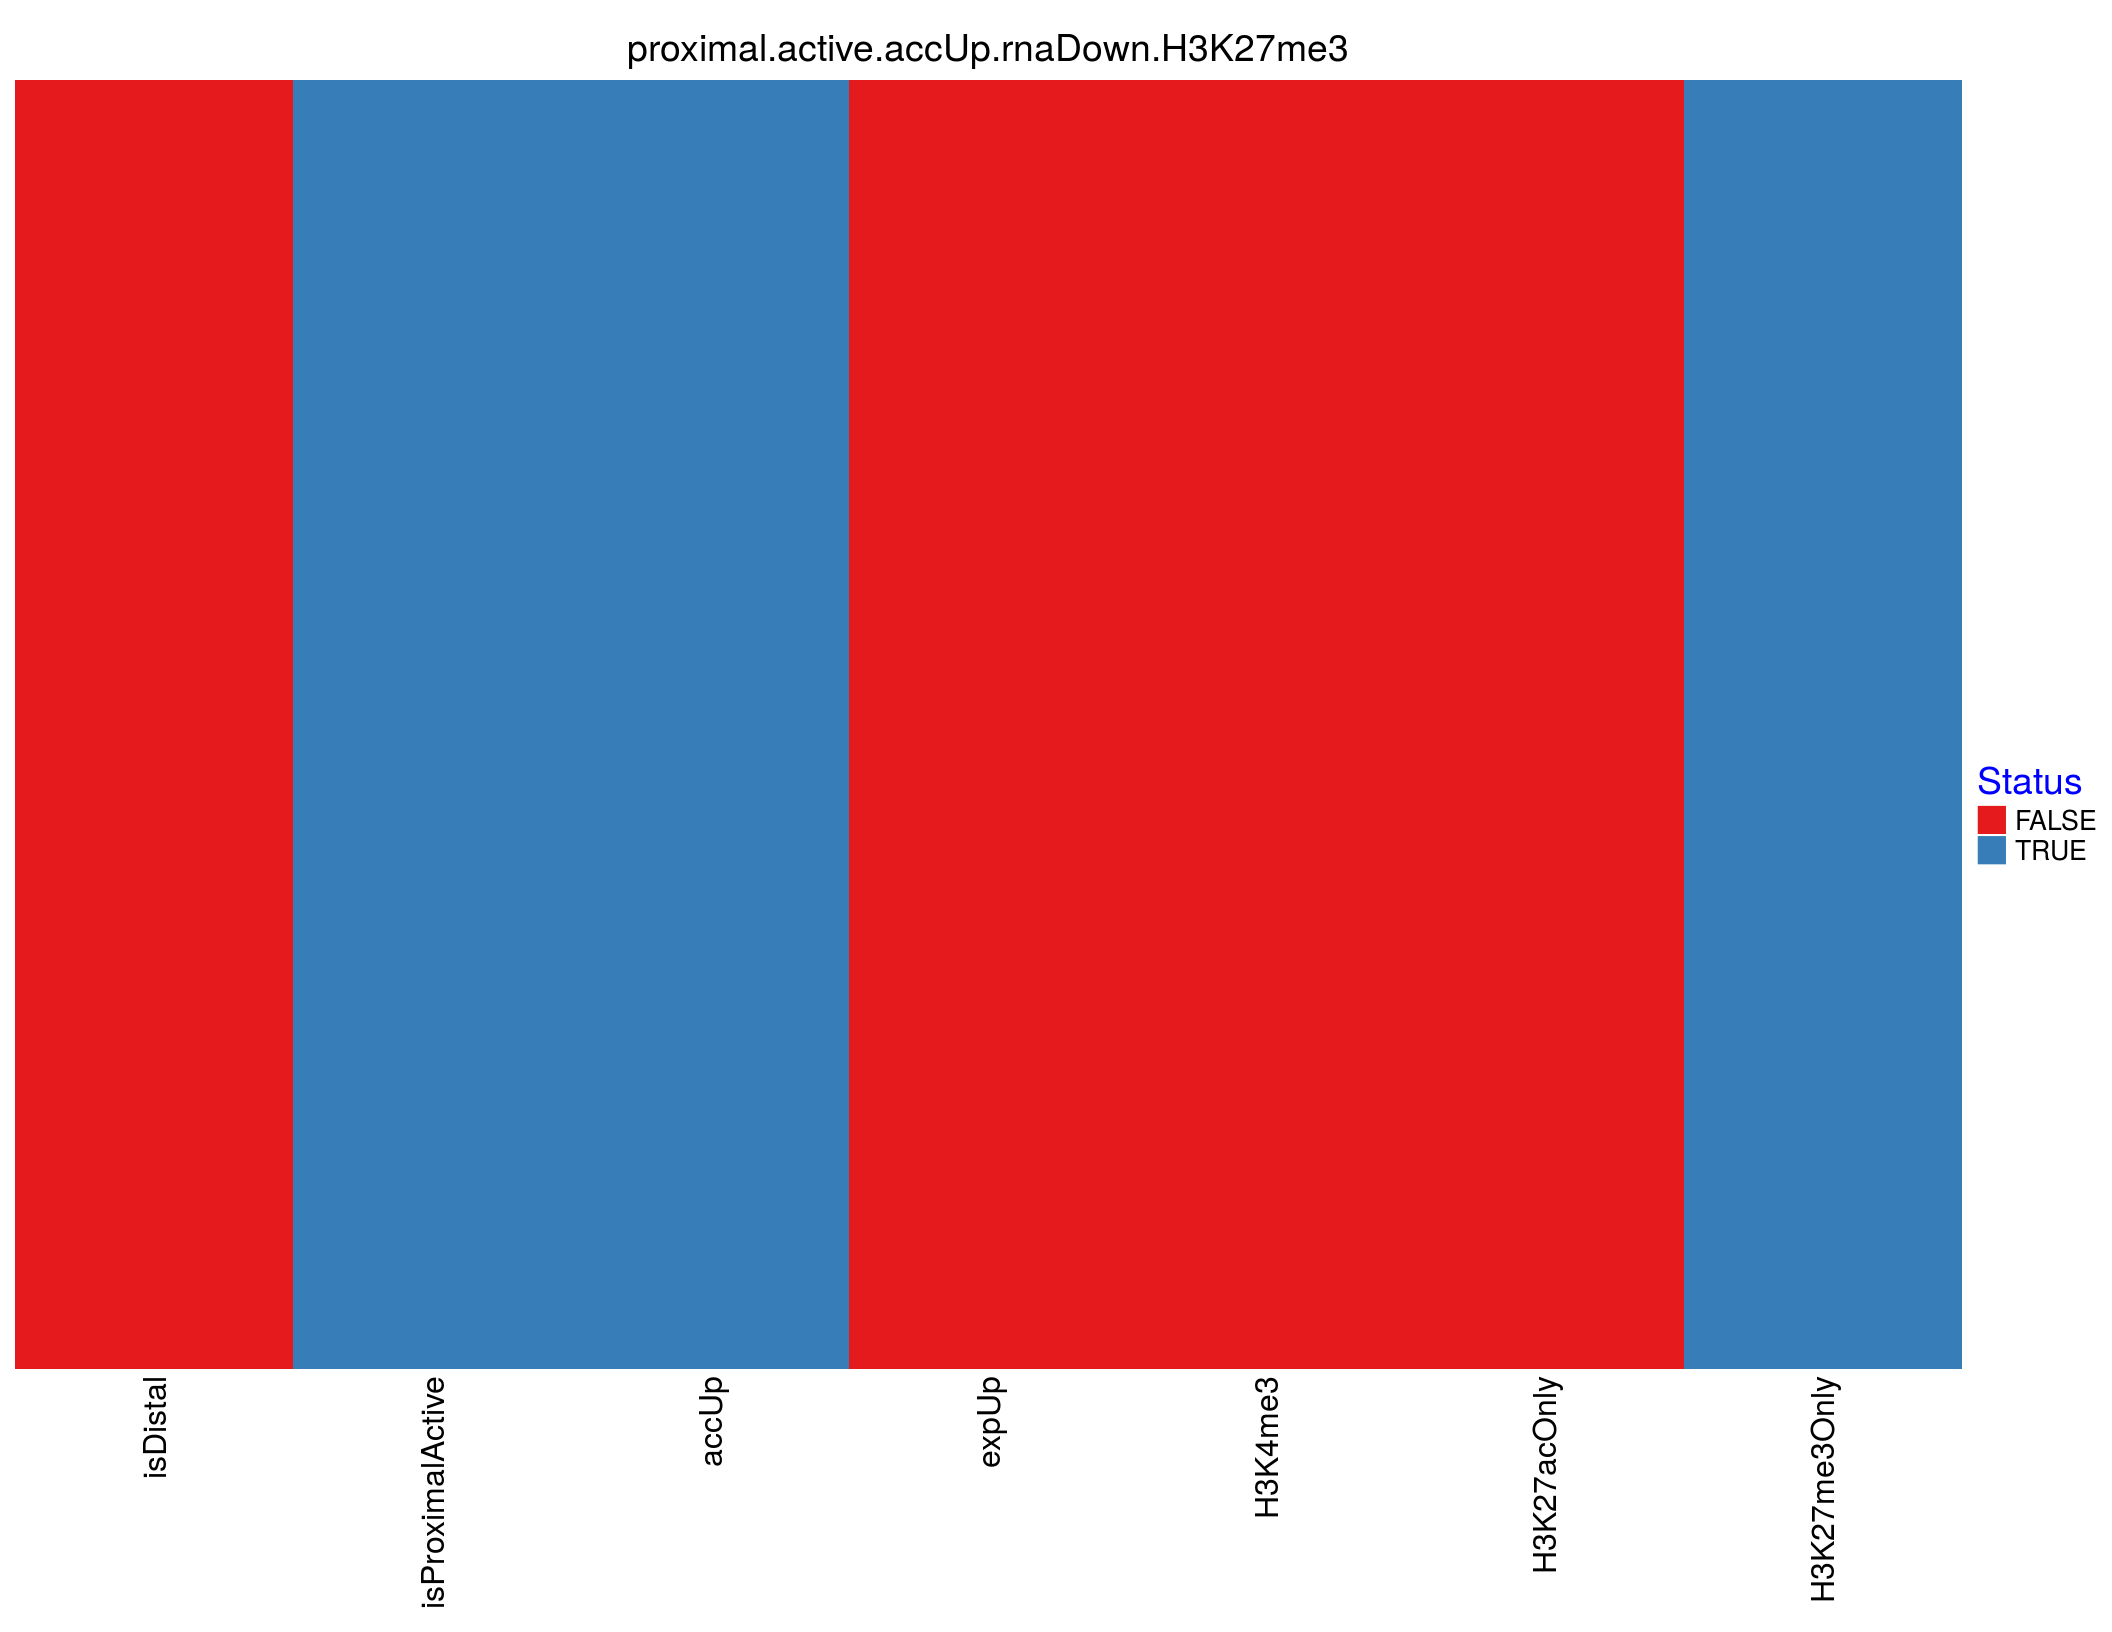 proximal.active.accUp.rnaDown.H3K27me3
Status
FALSE
TRUE
isDistal
isProximalActive
accUp
expUp
H3K4me3
H3K27acOnly
H3K27me3Only